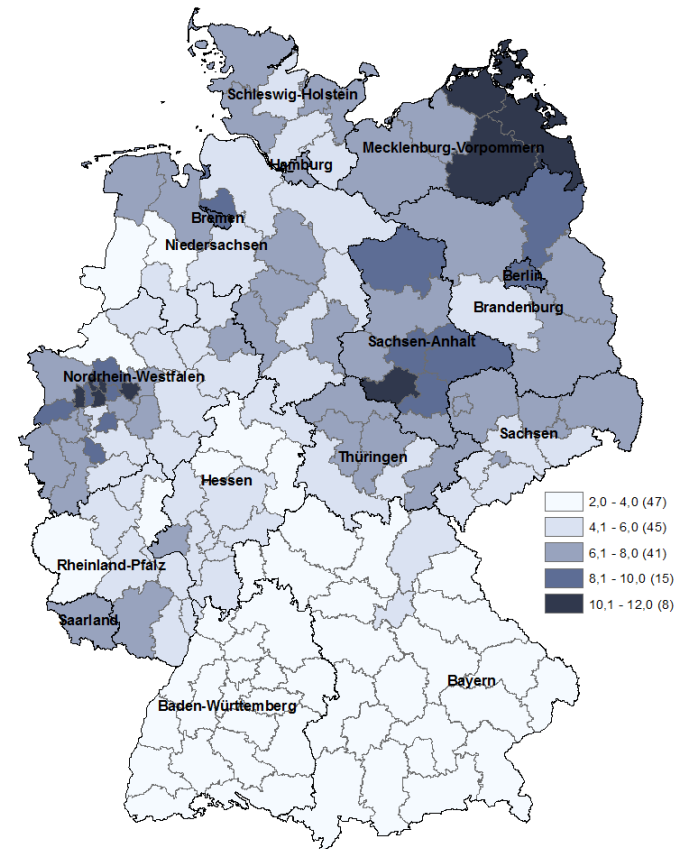 Schleswig-Holstein
Mecklenburg-Vorpommern
Hamburg
Bremen
Niedersachsen
Berlin
Brandenburg
Sachsen-Anhalt
Nordrhein-Westfalen
Sachsen
Thüringen
Hessen
2,0 - 4,0 (47)
4,1 - 6,0 (45)
6,1 - 8,0 (41)
8,1 - 10,0 (15)
10,1 - 12,0 (8)
Rheinland-Pfalz
Saarland
Bayern
Baden-Württemberg